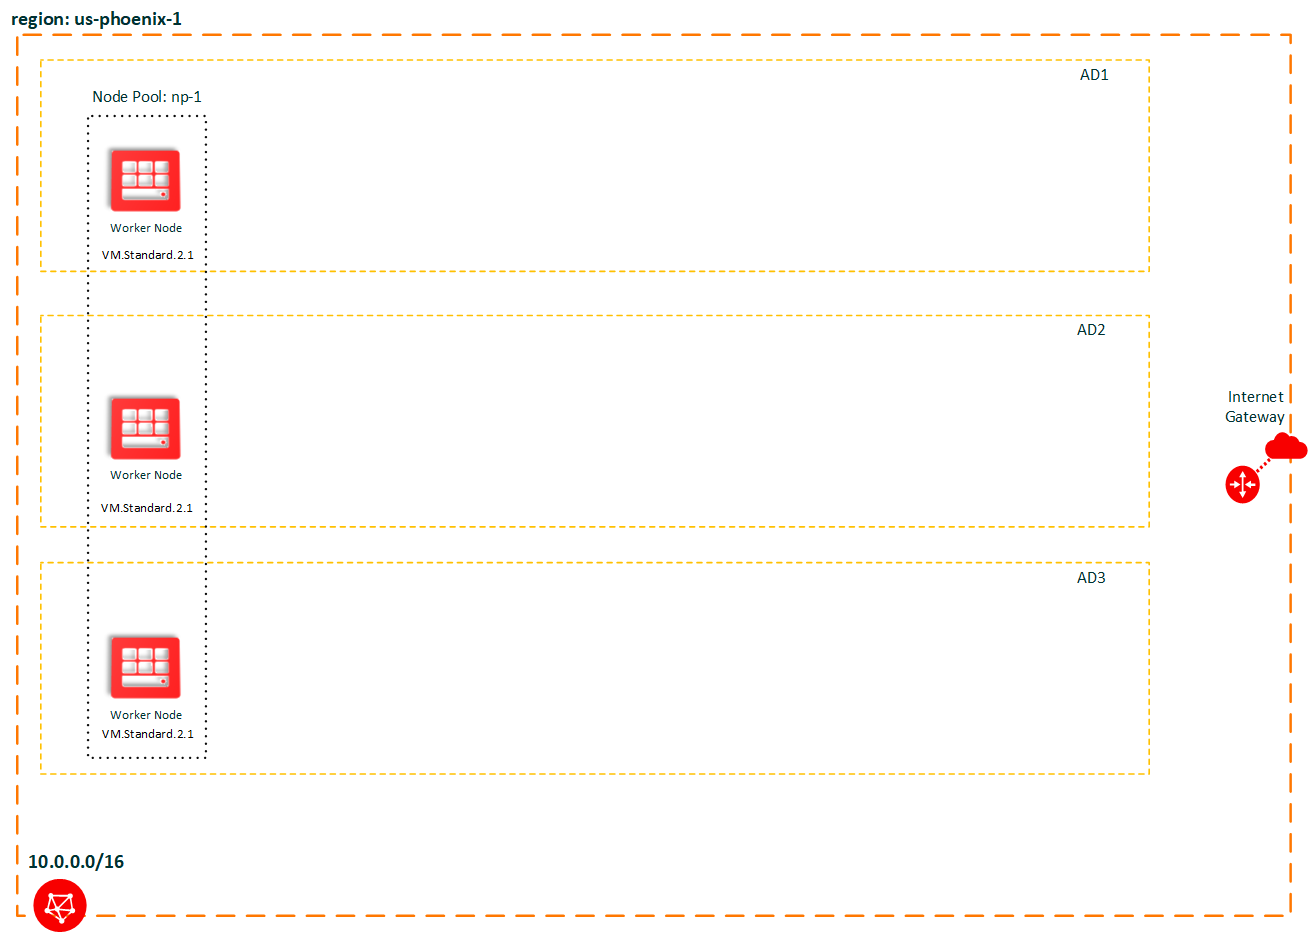 region: us-phoenix-1
AD1
Node Pool: np-1
Worker Node
VM.Standard.2.1
AD2
Internet
Gateway
Worker Node
VM.Standard.2.1
AD3
Worker Node
VM.Standard.2.1
10.0.0.0/16